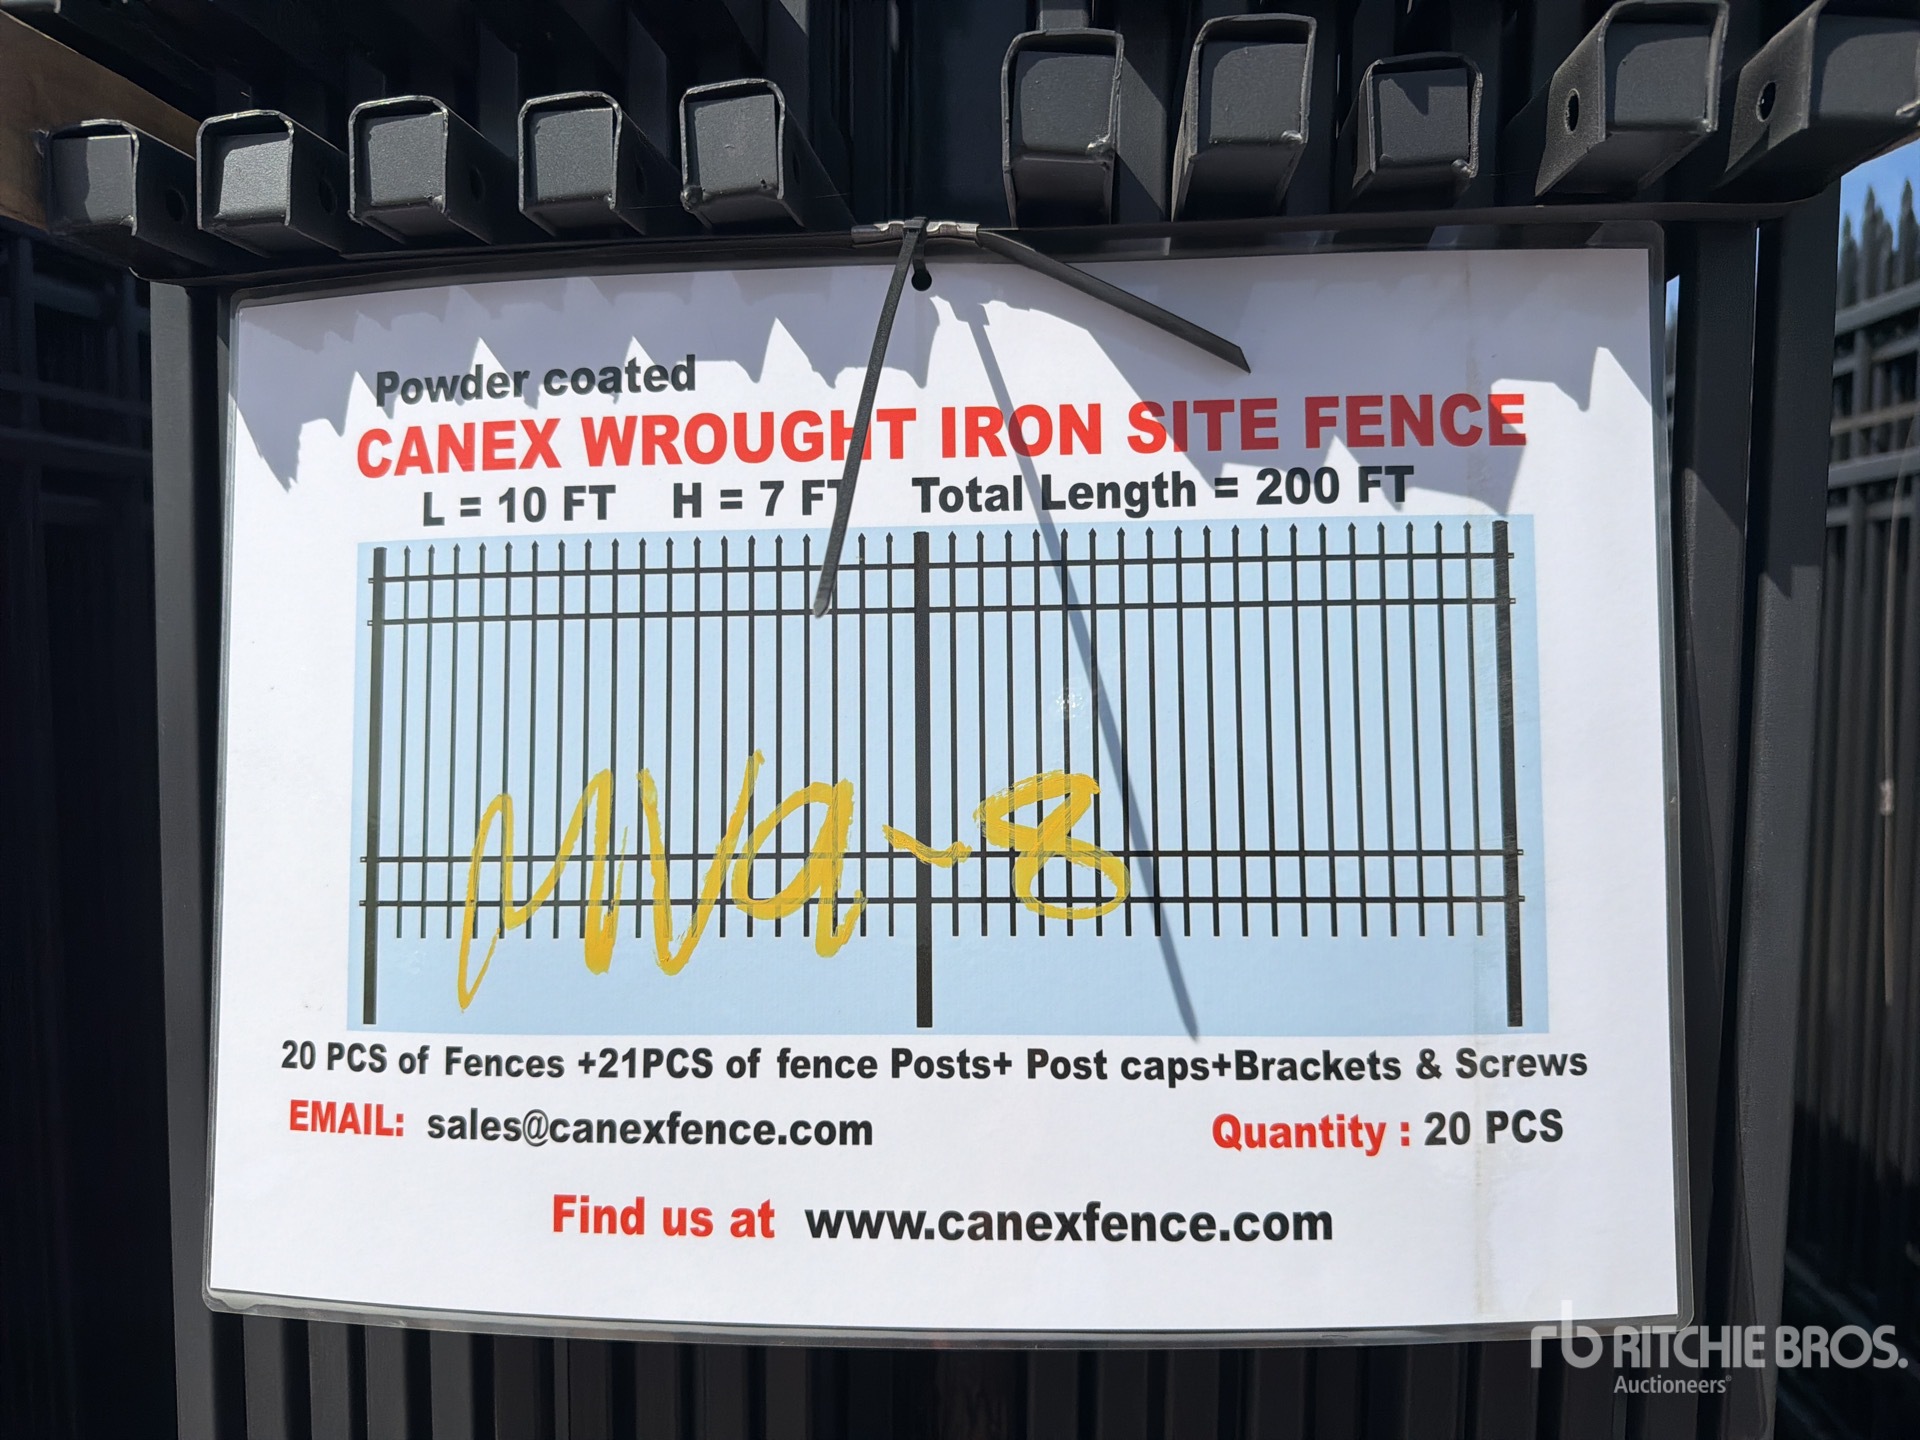 Powder coated
CANEX WROUGHT IRON SITE FENCE
L = 10 FT H = 7 FT Total Length = 200 FT
MVa-8
20 PCS of Fences +21PCS of fence Posts+ Post caps+Brackets & Screws
EMAIL: sales@canexfence.com Quantity : 20 PCS
Find us at www.canexfence.com
rb RITCHIE BROS.
Auctioneers®